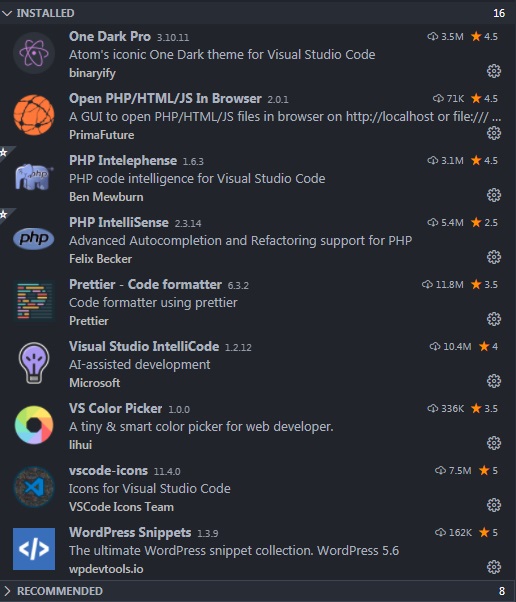 INSTALLED 16
One Dark Pro 3.10.11 3.5M 4.5
Atom's iconic One Dark theme for Visual Studio Code
binaryify
Open PHP/HTML/JS In Browser 2.0.1 71K 4.5
A GUI to open PHP/HTML/JS files in browser on http://localhost or file:/// ...
PrimaFuture
PHP Intelephense 1.6.3 3.1M 4.5
PHP code intelligence for Visual Studio Code
Ben Mewburn
PHP IntelliSense 2.3.14 5.4M 2.5
Advanced Autocompletion and Refactoring support for PHP
Felix Becker
Prettier - Code formatter 6.3.2 11.8M 3.5
Code formatter using prettier
Prettier
Visual Studio IntelliCode 1.2.12 10.4M 4
AI-assisted development
Microsoft
VS Color Picker 1.0.0 336K 3.5
A tiny & smart color picker for web developer.
lihui
vscode-icons 11.4.0 7.5M 5
Icons for Visual Studio Code
VSCode Icons Team
WordPress Snippets 1.3.9 162K 5
The ultimate WordPress snippet collection. WordPress 5.6
wpdevtools.io
RECOMMENDED 8
php
php